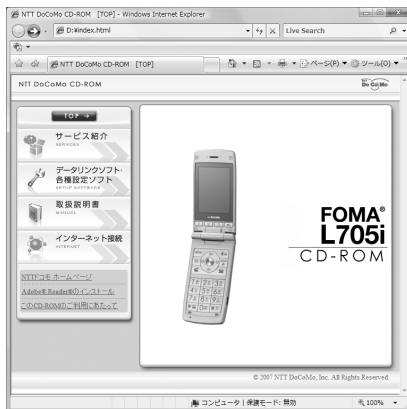 NTT DoCoMo CD-ROM [TOP] - Windows Internet Explorer
D:¥index.html
Live Search
NTT DoCoMo CD-ROM [TOP]
ページ(P)
ツール(O)
NTT DoCoMo CD-ROM [TOP]
DoCoMo
TOP →
サービス紹介
SERVICES
データリンクソフト・
各種設定ソフト
SETUP SOFTWARE
取扱説明書
MANUAL
インターネット接続
INTERNET
NTTドコモ ホームページ
Adobe® Reader®のインストール
このCD-ROMのご利用にあたって
FOMA®
L705i
CD-ROM
© 2007 NTT DoCoMo, Inc. All Rights Reserved.
コンピュータ | 保護モード: 無効
100%